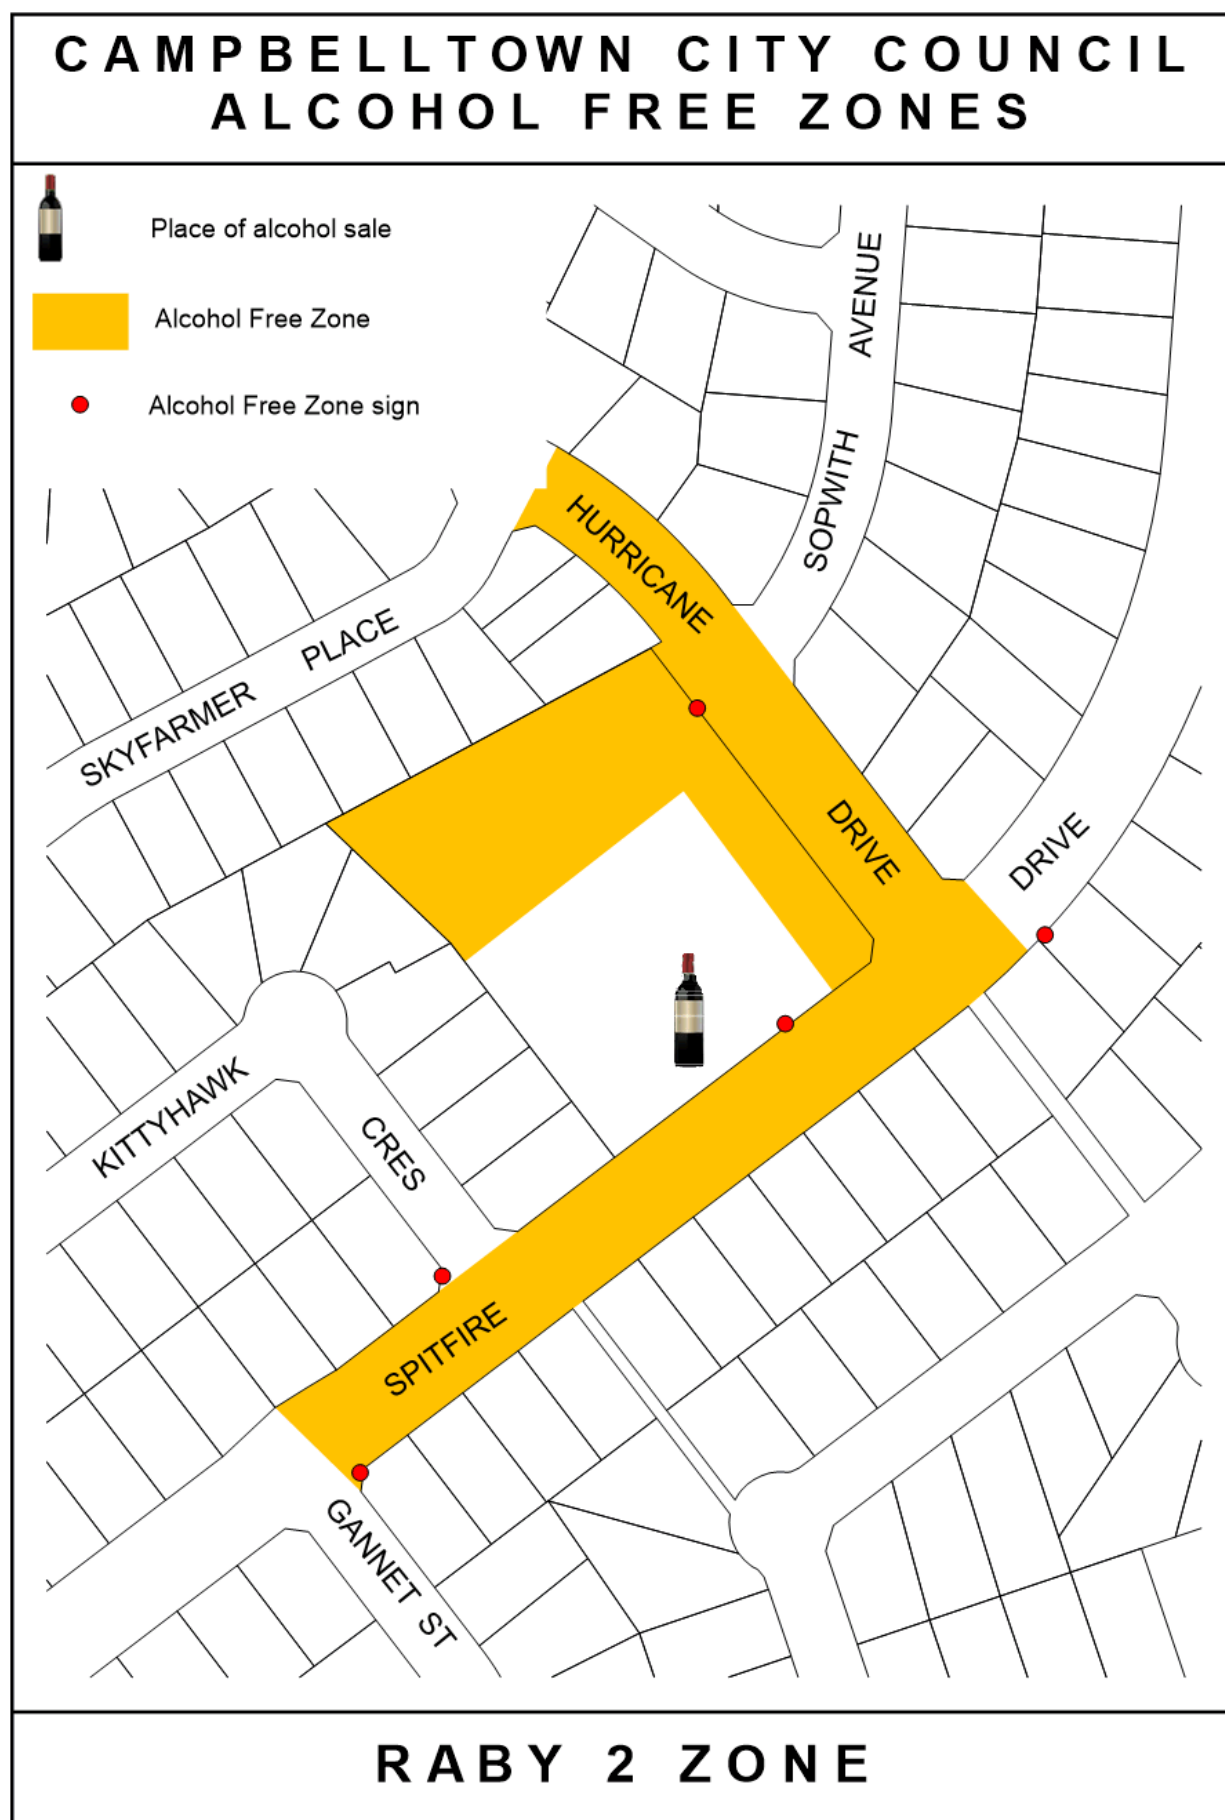 CAMPBELLTOWN CITY COUNCIL
ALCOHOL FREE ZONES
Place of alcohol sale
Alcohol Free Zone
Alcohol Free Zone sign
AVENUE
SOPWITH
HURRICANE
DRIVE
SKYFARMER PLACE
DRIVE
KITTYHAWK
CRES
SPITFIRE
GANNET ST
RABY 2 ZONE